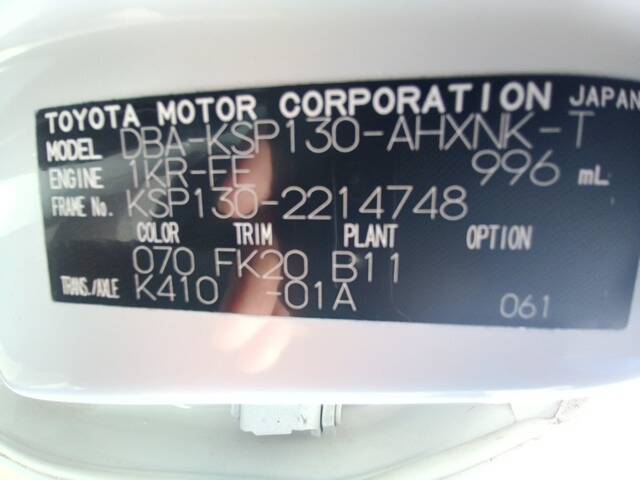 TOYOTA MOTOR CORPORATION JAPAN
MODEL DBA-KSP130-AHXNK-T
ENGINE 1KR-FE 996 mL
FRAME No. KSP130-2214748
COLOR TRIM PLANT OPTION
070 FK20 B11
TRANS./AXLE K410 -01A 061